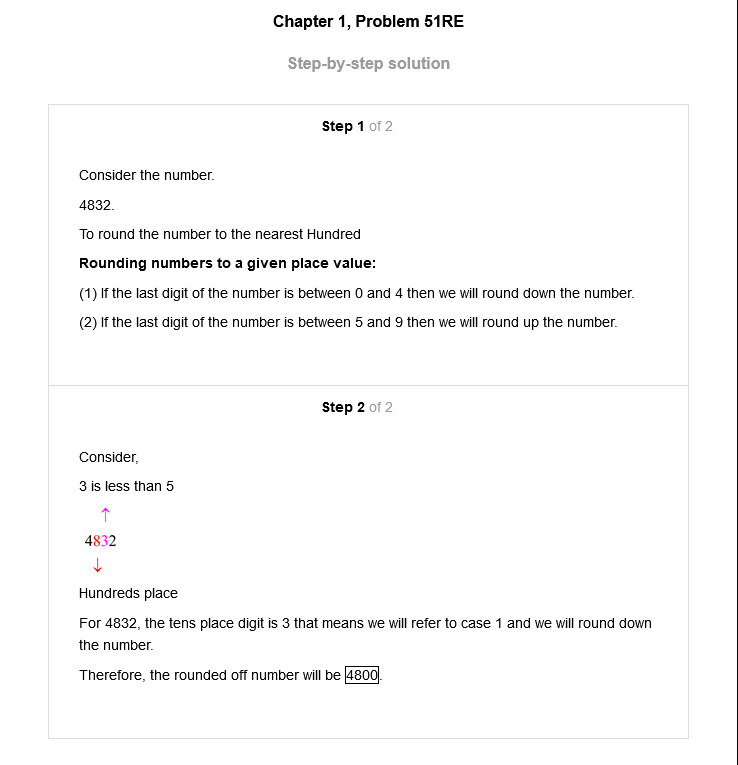 Chapter 1, Problem 51RE
Step-by-step solution
Step 1 of 2
Consider the number.
4832.
To round the number to the nearest Hundred
Rounding numbers to a given place value:
(1) If the last digit of the number is between 0 and 4 then we will round down the number.
(2) If the last digit of the number is between 5 and 9 then we will round up the number.
Step 2 of 2
Consider,
3 is less than 5
↑
4832
↓
Hundreds place
For 4832, the tens place digit is 3 that means we will refer to case 1 and we will round down
the number.
Therefore, the rounded off number will be 4800.